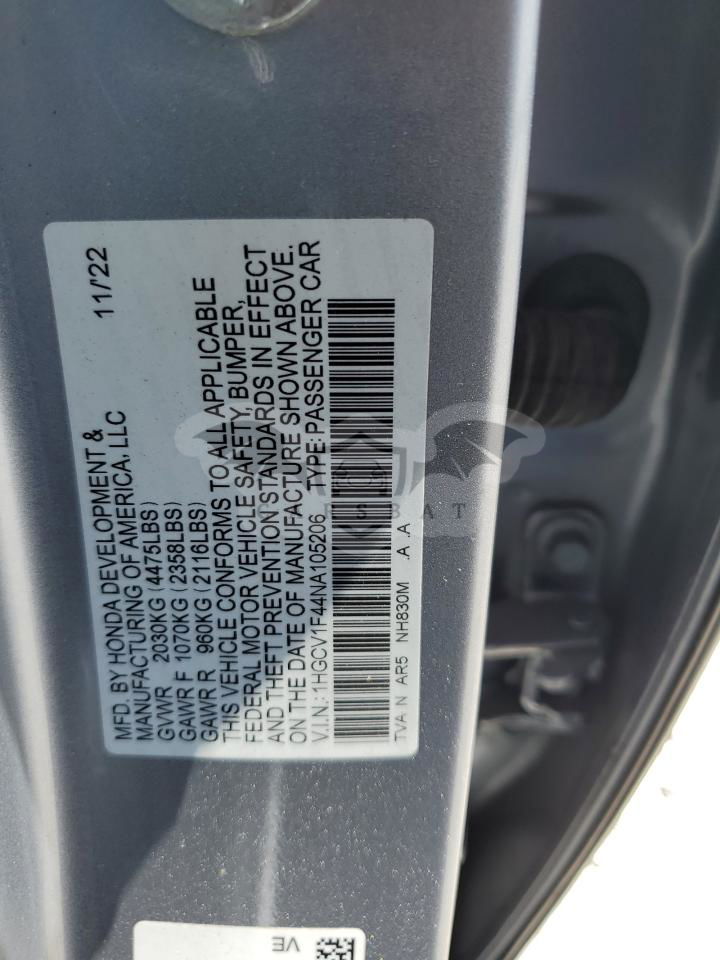 11/'22
MFD. BY HONDA DEVELOPMENT &
MANUFACTURING OF AMERICA, LLC
GVWR 2030KG (4475LBS)
GAWR F 1070KG (2358LBS)
GAWR R 960KG (2116LBS)
THIS VEHICLE CONFORMS TO ALL APPLICABLE
FEDERAL MOTOR VEHICLE SAFETY, BUMPER,
AND THEFT PREVENTION STANDARDS IN EFFECT
ON THE DATE OF MANUFACTURE SHOWN ABOVE.
V.I.N.: 1HGCV1F44NA105206 TYPE: PASSENGER CAR
TVA N AR5 NH830M .A .A
CARSBAT
VE